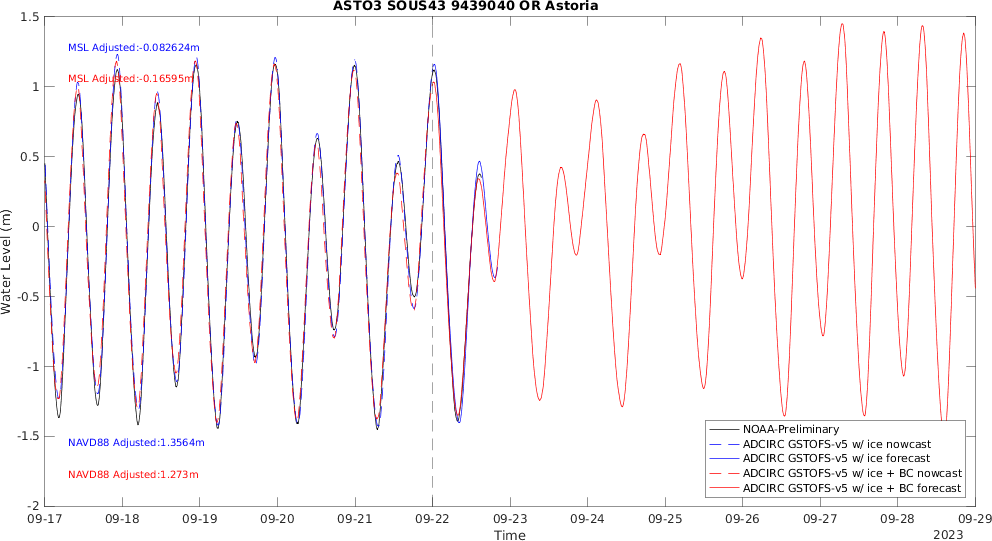 ASTO3 SOUS43 9439040 OR Astoria
1.5
1
0.5
0
-0.5
-1
-1.5
-2
Water Level (m)
MSL Adjusted:-0.082624m
MSL Adjusted:-0.16595m
NAVD88 Adjusted:1.3564m
NAVD88 Adjusted:1.273m
NOAA-Preliminary
ADCIRC GSTOFS-v5 w/ ice nowcast
ADCIRC GSTOFS-v5 w/ ice forecast
ADCIRC GSTOFS-v5 w/ ice + BC nowcast
ADCIRC GSTOFS-v5 w/ ice + BC forecast
09-17 09-18 09-19 09-20 09-21 09-22 09-23 09-24 09-25 09-26 09-27 09-28 09-29
Time
2023